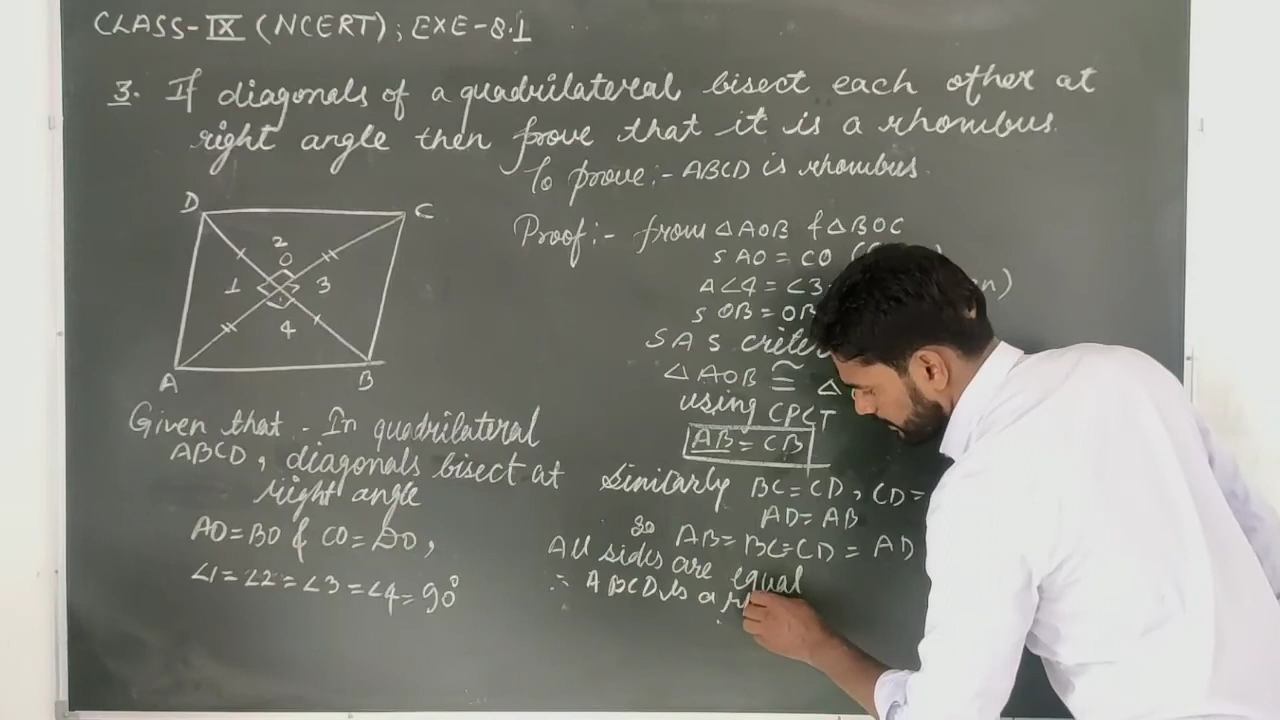 CLASS-IX (NCERT); EXE-8.1
3. If diagonals of a quadrilateral bisect each other at
right angle then prove that it is a rhombus.
To prove:- ABCD is rhombus.
D
C
2
O
1
3
4
A
B
Given that - In quadrilateral
ABCD, diagonals bisect at
right angle
AO=BO & CO=DO,
∠1=∠2=∠3=∠4=90°
Proof:- from △AOB & △BOC
S AO = CO
A ∠4 = ∠3
S OB = OB
SAS
△AOB ≅ △
using CPCT
AB = CB
Similarly BC=CD, CD=
AD=AB
So AB=BC=CD=AD
All sides are equal
∴ ABCD is a